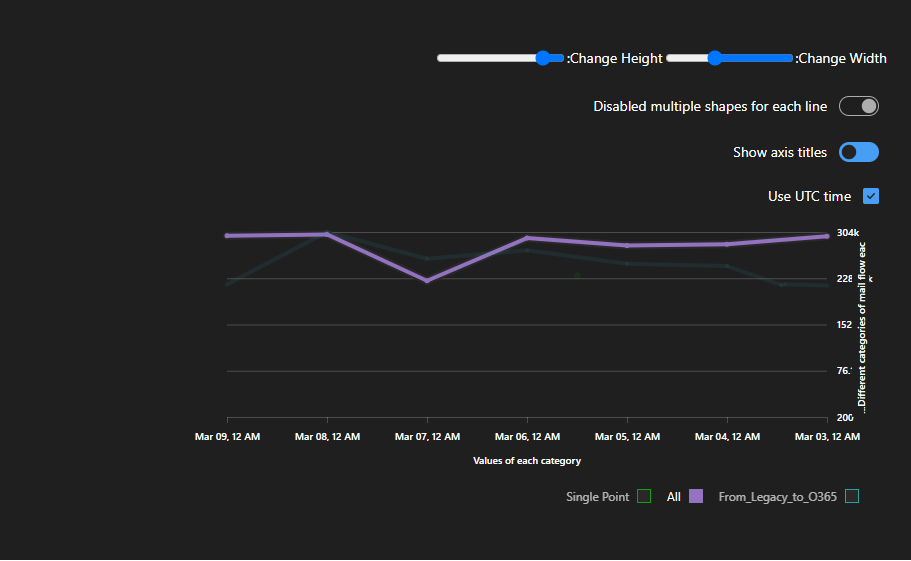 :Change Height :Change Width
Disabled multiple shapes for each line
Show axis titles
Use UTC time
304k
228 k
152
76.
200
...Different categories of mail flow eac
Mar 09, 12 AM Mar 08, 12 AM Mar 07, 12 AM Mar 06, 12 AM Mar 05, 12 AM Mar 04, 12 AM Mar 03, 12 AM
Values of each category
Single Point All From_Legacy_to_O365